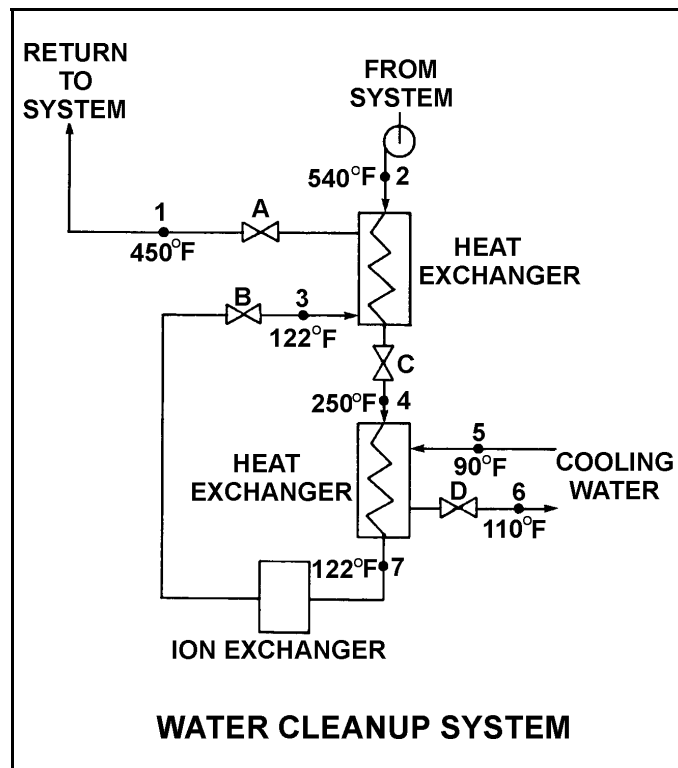 RETURN
TO
SYSTEM
FROM
SYSTEM
540°F 2
1
A
450°F
HEAT
EXCHANGER
B
3
122°F
C
250°F 4
5
90°F
COOLING
WATER
HEAT
EXCHANGER
D
6
110°F
122°F 7
ION EXCHANGER
WATER CLEANUP SYSTEM